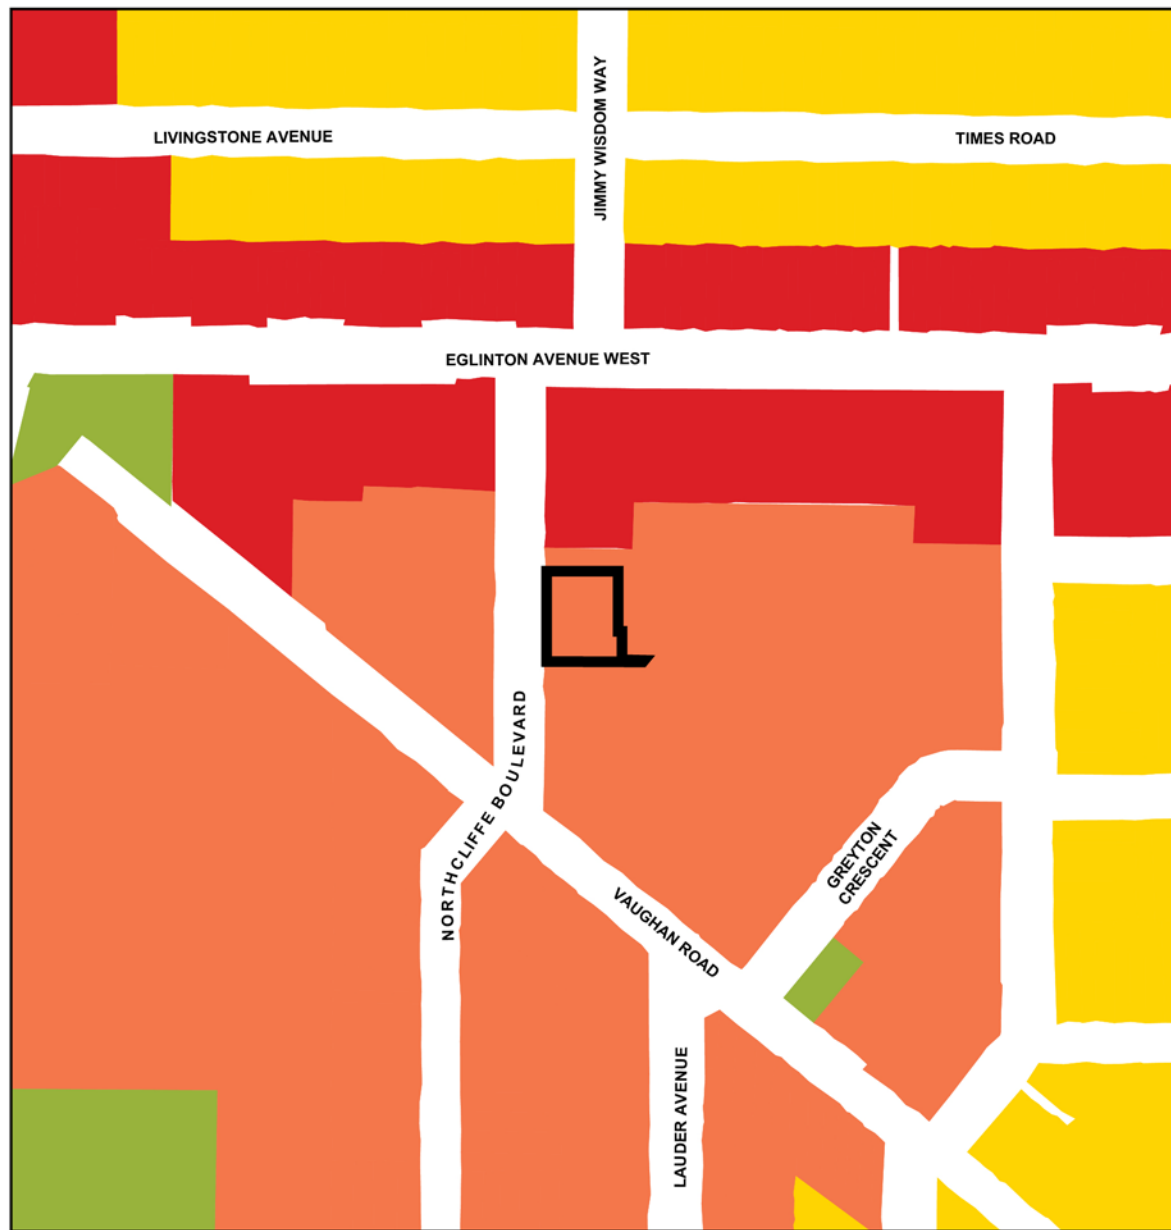 JIMMY WISDOM WAY
LIVINGSTONE AVENUE
TIMES ROAD
EGLINTON AVENUE WEST
NORTHCLIFFE BOULEVARD
GREYTON
CRESCENT
VAUGHAN ROAD
LAUDER AVENUE